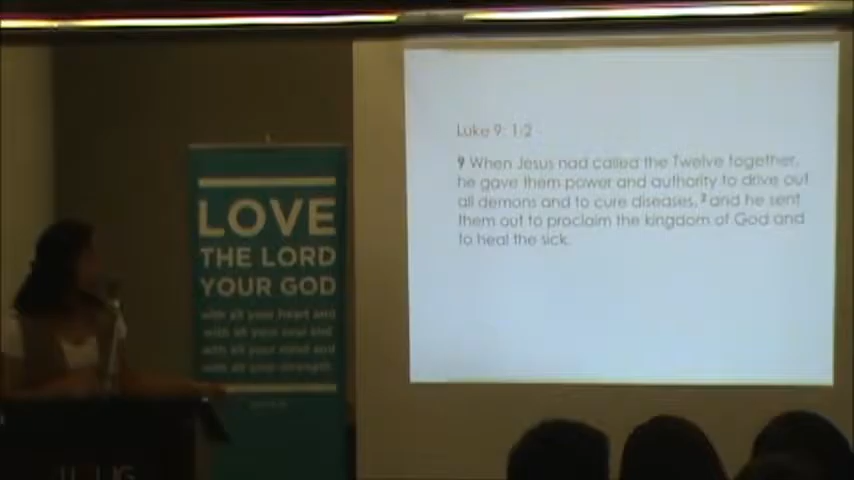 LOVE
THE LORD
YOUR GOD
with all your heart and
with all your soul and
with all your mind and
with all your strength.
Luke 9: 1-2
9 When Jesus had called the Twelve together,
he gave them power and authority to drive out
all demons and to cure diseases, 2 and he sent
them out to proclaim the kingdom of God and
to heal the sick.